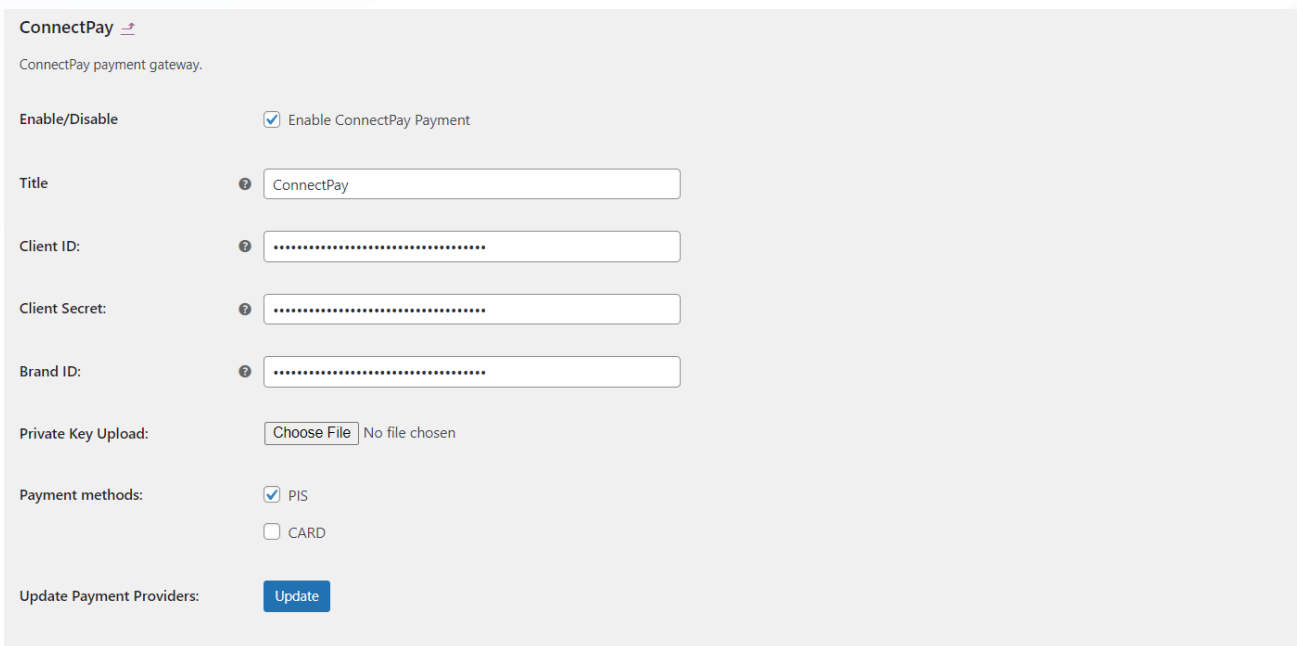 ConnectPay
ConnectPay payment gateway.
Enable/Disable Enable ConnectPay Payment
Title ? ConnectPay
Client ID: ? ••••••••••••••••••••••••••••••••••••
Client Secret: ? ••••••••••••••••••••••••••••••••••••
Brand ID: ? ••••••••••••••••••••••••••••••••••••
Private Key Upload: Choose File No file chosen
Payment methods: PIS
CARD
Update Payment Providers: Update